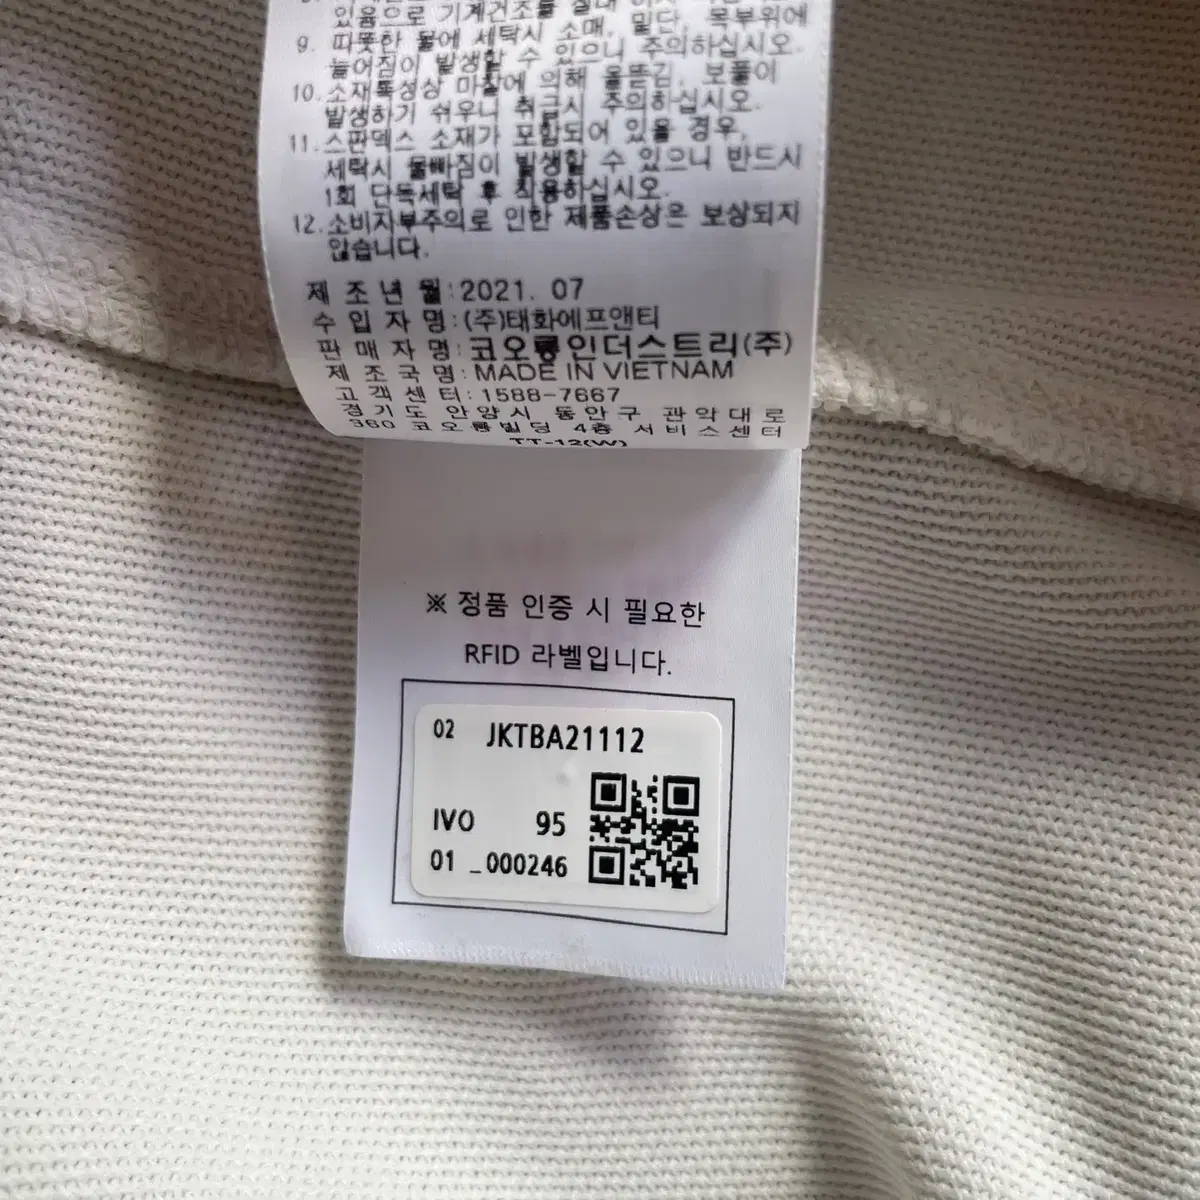 있음으로 기계건조를
9. 따뜻한 물에 세탁시 소매, 밑단, 목부위에
늘어짐이 발생할 수 있으니 주의하십시오.
10. 소재특성상 마찰에 의해 올뜯김, 보풀이
발생하기 쉬우니 취급시 주의하십시오.
11. 스판덱스 소재가 포함되어 있을 경우,
세탁시 물빠짐이 발생할 수 있으니 반드시
1회 단독세탁 후 착용하십시오.
12. 소비자부주의로 인한 제품손상은 보상되지
않습니다.
제 조 년 월 : 2021. 07
수 입 자 명 : (주)태화에프앤티
판 매 자 명 : 코오롱인더스트리(주)
제 조 국 명 : MADE IN VIETNAM
고 객 센 터 : 1588-7667
경기도 안양시 동안구 관악대로
360 코오롱빌딩 4층 서비스센터
TT-12(W)
※ 정품 인증 시 필요한
RFID 라벨입니다.
02 JKTBA21112
IVO 95
01 _000246